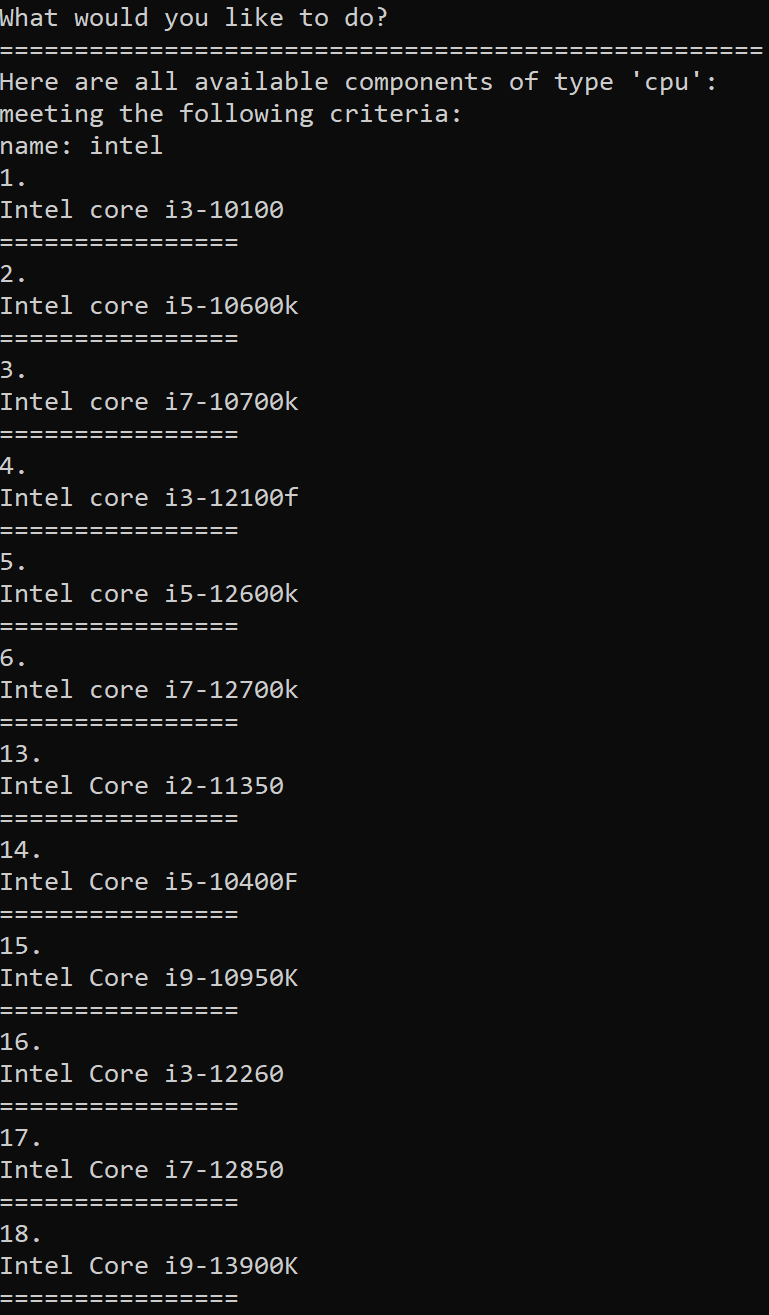 What would you like to do?
===================================================
Here are all available components of type 'cpu':
meeting the following criteria:
name: intel
1.
Intel core i3-10100
================
2.
Intel core i5-10600k
================
3.
Intel core i7-10700k
================
4.
Intel core i3-12100f
================
5.
Intel core i5-12600k
================
6.
Intel core i7-12700k
================
13.
Intel Core i2-11350
================
14.
Intel Core i5-10400F
================
15.
Intel Core i9-10950K
================
16.
Intel Core i3-12260
================
17.
Intel Core i7-12850
================
18.
Intel Core i9-13900K
================